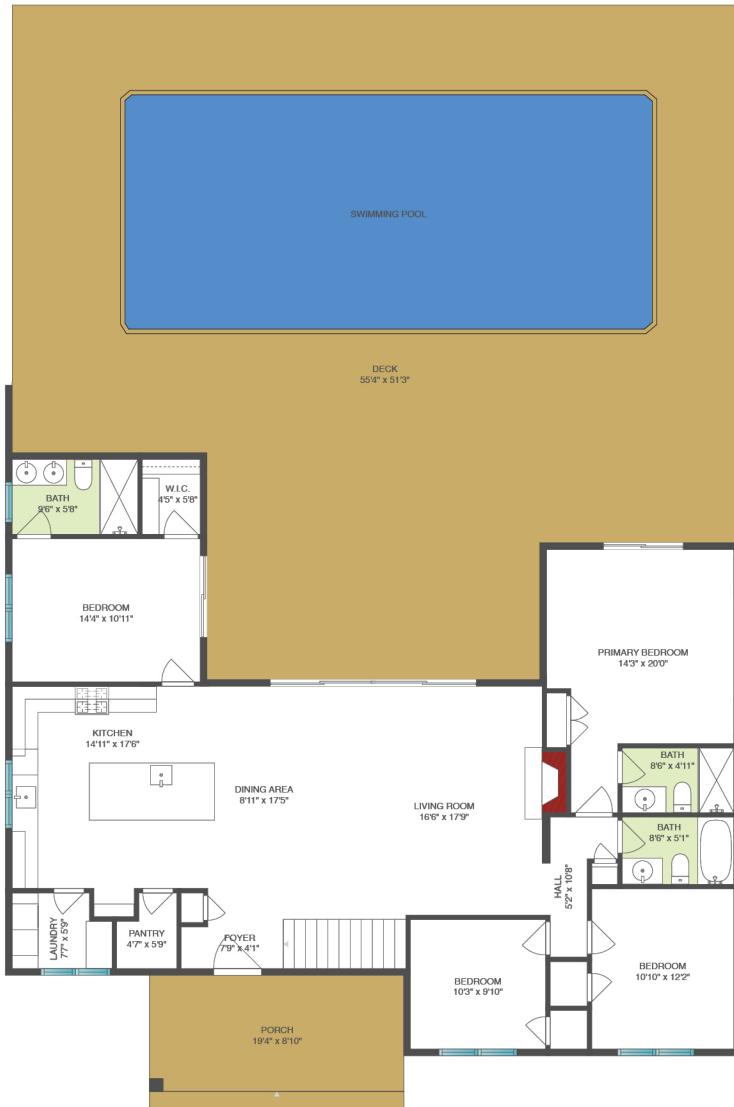 SWIMMING POOL
DECK
55'4" x 51'3"
W.I.C.
4'5" x 5'8"
BATH
9'6" x 5'8"
BEDROOM
14'4" x 10'11"
PRIMARY BEDROOM
14'3" x 20'0"
KITCHEN
14'11" x 17'6"
DINING AREA
8'11" x 17'5"
LIVING ROOM
16'6" x 17'9"
BATH
8'6" x 4'11"
BATH
8'6" x 5'1"
HALL
5'2" x 10'8"
LAUNDRY
7'7" x 5'9"
PANTRY
4'7" x 5'9"
FOYER
7'9" x 4'1"
BEDROOM
10'3" x 9'10"
BEDROOM
10'10" x 12'2"
PORCH
19'4" x 8'10"